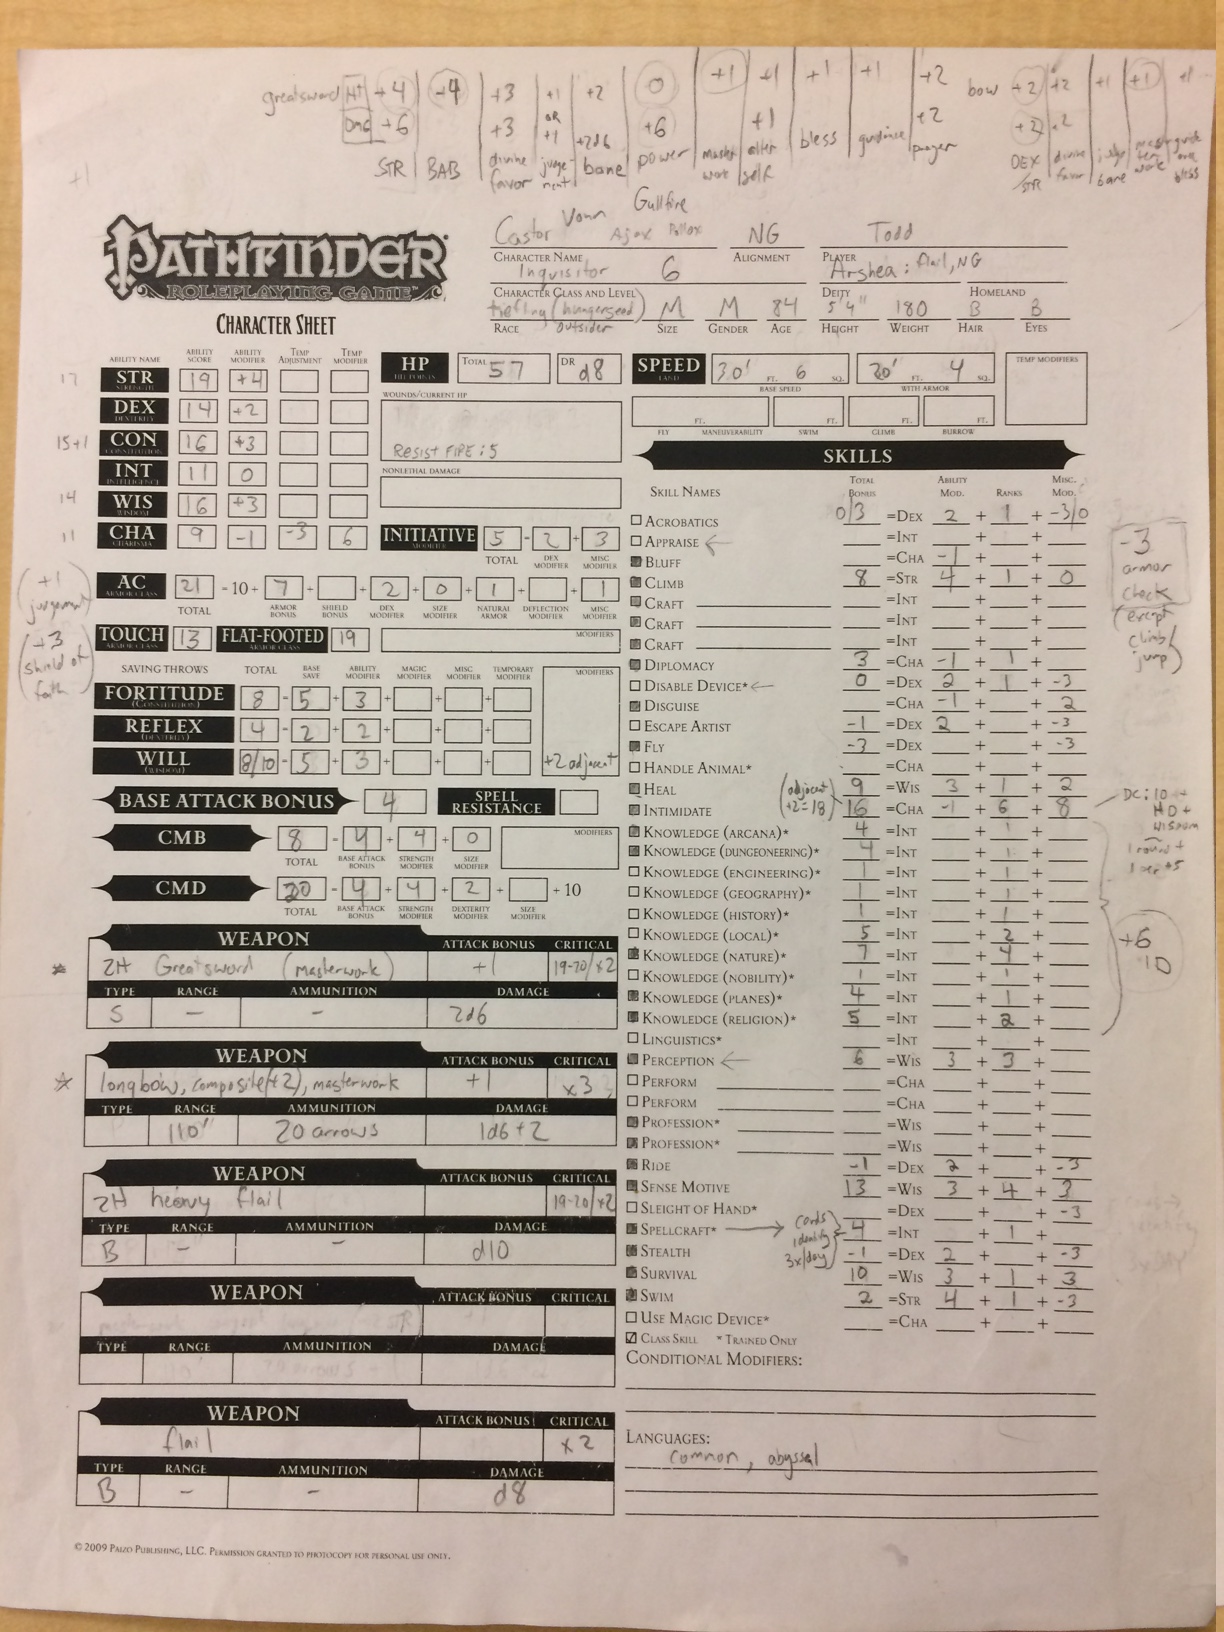 greatsword Hit +4 +4 +3 +1 +2 0 +1 +1 +1 +1 +2 bow +2 +2 +1 +1 +1
DMG +6 +3 OR +1 +2d6 +6 +1 +2 +2 +2
STR BAB divine favor judgement bane power masterwork alter self bless guidance prayer DEX/STR divine favor judge bane masterwork guidance bless
+1
PATHFINDER
ROLEPLAYING GAME™
CHARACTER SHEET
Castor Vonn Gullfire Ajax Pollox NG Todd
CHARACTER NAME ALIGNMENT PLAYER
Inquisitor 6 Arshea: flail, NG
CHARACTER CLASS AND LEVEL DEITY HOMELAND
tiefling (hungerseed) outsider M M 84 5'4" 180 B B
RACE SIZE GENDER AGE HEIGHT WEIGHT HAIR EYES
ABILITY NAME ABILITY SCORE ABILITY MODIFIER TEMP ADJUSTMENT TEMP MODIFIER
17 STR STRENGTH 19 +4
DEX DEXTERITY 14 +2
15+1 CON CONSTITUTION 16 +3
INT INTELLIGENCE 11 0
14 WIS WISDOM 16 +3
11 CHA CHARISMA 9 -1 -3 6
HP HIT POINTS TOTAL 57 DR d8
WOUNDS/CURRENT HP
Resist FIRE: 5
NONLETHAL DAMAGE
INITIATIVE MODIFIER 5 = 2 + 3
TOTAL DEX MODIFIER MISC MODIFIER
SPEED LAND 30' FT. 6 SQ. 20' FT. 4 SQ. TEMP MODIFIERS
BASE SPEED WITH ARMOR
FT. FT. FT. FT.
FLY MANEUVERABILITY SWIM CLIMB BURROW
(+1 judgement)
AC ARMOR CLASS 21 = 10 + 7 + + 2 + 0 + 1 + + 1
TOTAL ARMOR BONUS SHIELD BONUS DEX MODIFIER SIZE MODIFIER NATURAL ARMOR DEFLECTION MODIFIER MISC MODIFIER
(+3 shield of faith)
TOUCH ARMOR CLASS 13 FLAT-FOOTED ARMOR CLASS 19 MODIFIERS
SAVING THROWS TOTAL BASE SAVE ABILITY MODIFIER MAGIC MODIFIER MISC MODIFIER TEMPORARY MODIFIER MODIFIERS
FORTITUDE (CONSTITUTION) 8 = 5 + 3 + + +
REFLEX (DEXTERITY) 4 = 2 + 2 + + +
WILL (WISDOM) 8/10 = 5 + 3 + + + +2 adjacent
BASE ATTACK BONUS 4 SPELL RESISTANCE
CMB 8 = 4 + 4 + 0 MODIFIERS
TOTAL BASE ATTACK BONUS STRENGTH MODIFIER SIZE MODIFIER
CMD 20 = 4 + 4 + 2 + + 10
TOTAL BASE ATTACK BONUS STRENGTH MODIFIER DEXTERITY MODIFIER SIZE MODIFIER
WEAPON ATTACK BONUS CRITICAL
2H Greatsword (masterwork) +1 19-20/x2
TYPE RANGE AMMUNITION DAMAGE
S - - 2d6
WEAPON ATTACK BONUS CRITICAL
longbow, composite(+2), masterwork +1 x3
TYPE RANGE AMMUNITION DAMAGE
110' 20 arrows 1d6+2
WEAPON ATTACK BONUS CRITICAL
2H heavy flail 19-20/x2
TYPE RANGE AMMUNITION DAMAGE
B - - d10
WEAPON ATTACK BONUS CRITICAL
TYPE RANGE AMMUNITION DAMAGE
WEAPON ATTACK BONUS CRITICAL
flail x2
TYPE RANGE AMMUNITION DAMAGE
B - - d8
SKILLS
SKILL NAMES TOTAL BONUS ABILITY MOD. RANKS MISC. MOD.
ACROBATICS 0/3 =DEX 2 + 1 + -3/0
APPRAISE ← =INT + +
BLUFF =CHA -1 + +
CLIMB 8 =STR 4 + 1 + 0
CRAFT =INT + +
CRAFT =INT + +
CRAFT =INT + +
DIPLOMACY 3 =CHA -1 + 1 +
DISABLE DEVICE* ← 0 =DEX 2 + 1 + -3
DISGUISE =CHA -1 + + 2
ESCAPE ARTIST -1 =DEX 2 + + -3
FLY -3 =DEX + + -3
HANDLE ANIMAL* =CHA + +
HEAL 9 =WIS 3 + 1 + 2
INTIMIDATE (adjacent +2=18) 16 =CHA -1 + 6 + 8
KNOWLEDGE (ARCANA)* 4 =INT + 1 +
KNOWLEDGE (DUNGEONEERING)* 4 =INT + 1 +
KNOWLEDGE (ENGINEERING)* 1 =INT + 1 +
KNOWLEDGE (GEOGRAPHY)* 1 =INT + 1 +
KNOWLEDGE (HISTORY)* 1 =INT + 1 +
KNOWLEDGE (LOCAL)* 5 =INT + 2 +
KNOWLEDGE (NATURE)* 7 =INT + 4 +
KNOWLEDGE (NOBILITY)* 1 =INT + 1 +
KNOWLEDGE (PLANES)* 4 =INT + 1 +
KNOWLEDGE (RELIGION)* 5 =INT + 2 +
LINGUISTICS* =INT + +
PERCEPTION ← 6 =WIS 3 + 3 +
PERFORM =CHA + +
PERFORM =CHA + +
PROFESSION* =WIS + +
PROFESSION* =WIS + +
RIDE -1 =DEX 2 + + -3
SENSE MOTIVE 13 =WIS 3 + 4 + 3
SLEIGHT OF HAND* =DEX + + -3
SPELLCRAFT* → cords identify 3x/day 4 =INT + 1 +
STEALTH -1 =DEX 2 + + -3
SURVIVAL 10 =WIS 3 + 1 + 3
SWIM 2 =STR 4 + 1 + -3
USE MAGIC DEVICE* =CHA + +
CLASS SKILL * TRAINED ONLY
CONDITIONAL MODIFIERS:
LANGUAGES:
common, abyssal
-3
armor
check
(except
climb/
jump)
DC: 10 +
HD +
wisdom
1 round +
+6
10
© 2009 PAIZO PUBLISHING, LLC. PERMISSION GRANTED TO PHOTOCOPY FOR PERSONAL USE ONLY.